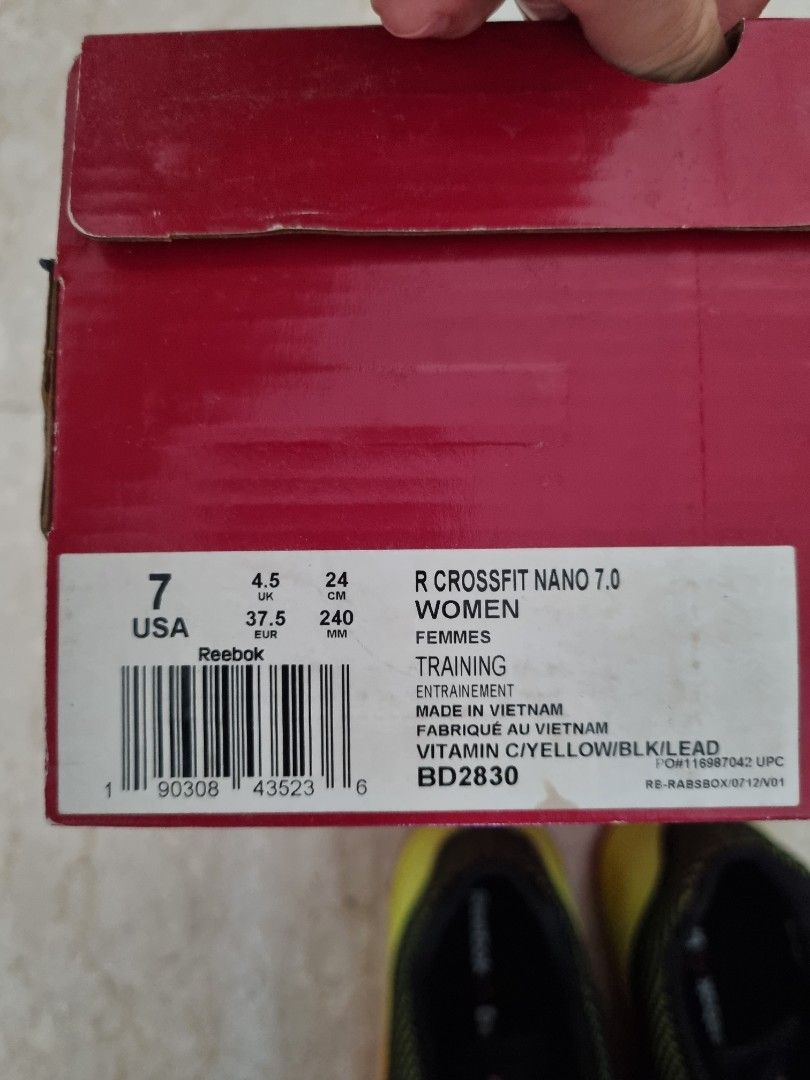 7
USA
4.5
UK
24
CM
37.5
EUR
240
MM
Reebok
1 90308 43523 6
R CROSSFIT NANO 7.0
WOMEN
FEMMES
TRAINING
ENTRAINEMENT
MADE IN VIETNAM
FABRIQUÉ AU VIETNAM
VITAMIN C/YELLOW/BLK/LEAD
PO#116987042 UPC
BD2830
RB-RABSBOX/0712/V01